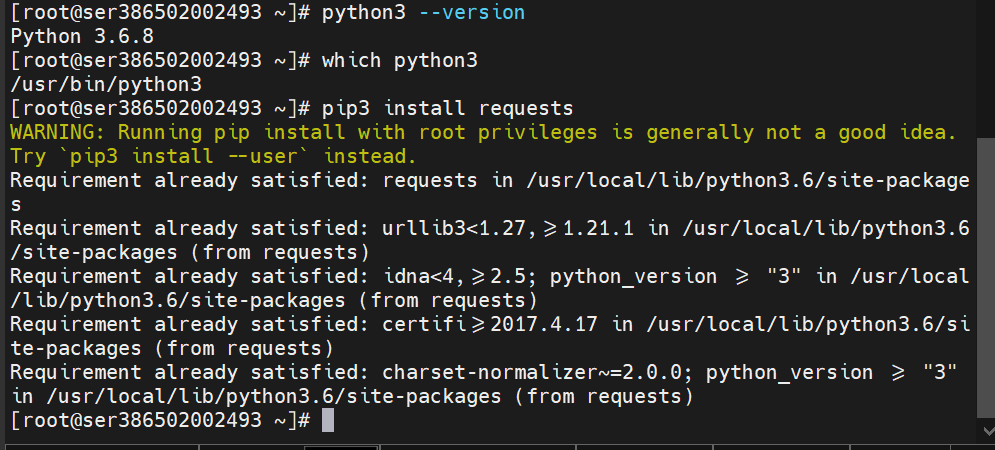 [root@ser386502002493 ~]# python3 --version
Python 3.6.8
[root@ser386502002493 ~]# which python3
/usr/bin/python3
[root@ser386502002493 ~]# pip3 install requests
WARNING: Running pip install with root privileges is generally not a good idea.
Try `pip3 install --user` instead.
Requirement already satisfied: requests in /usr/local/lib/python3.6/site-package
s
Requirement already satisfied: urllib3<1.27,>=1.21.1 in /usr/local/lib/python3.6
/site-packages (from requests)
Requirement already satisfied: idna<4,>=2.5; python_version >= "3" in /usr/local
/lib/python3.6/site-packages (from requests)
Requirement already satisfied: certifi>=2017.4.17 in /usr/local/lib/python3.6/si
te-packages (from requests)
Requirement already satisfied: charset-normalizer~=2.0.0; python_version >= "3"
in /usr/local/lib/python3.6/site-packages (from requests)
[root@ser386502002493 ~]#